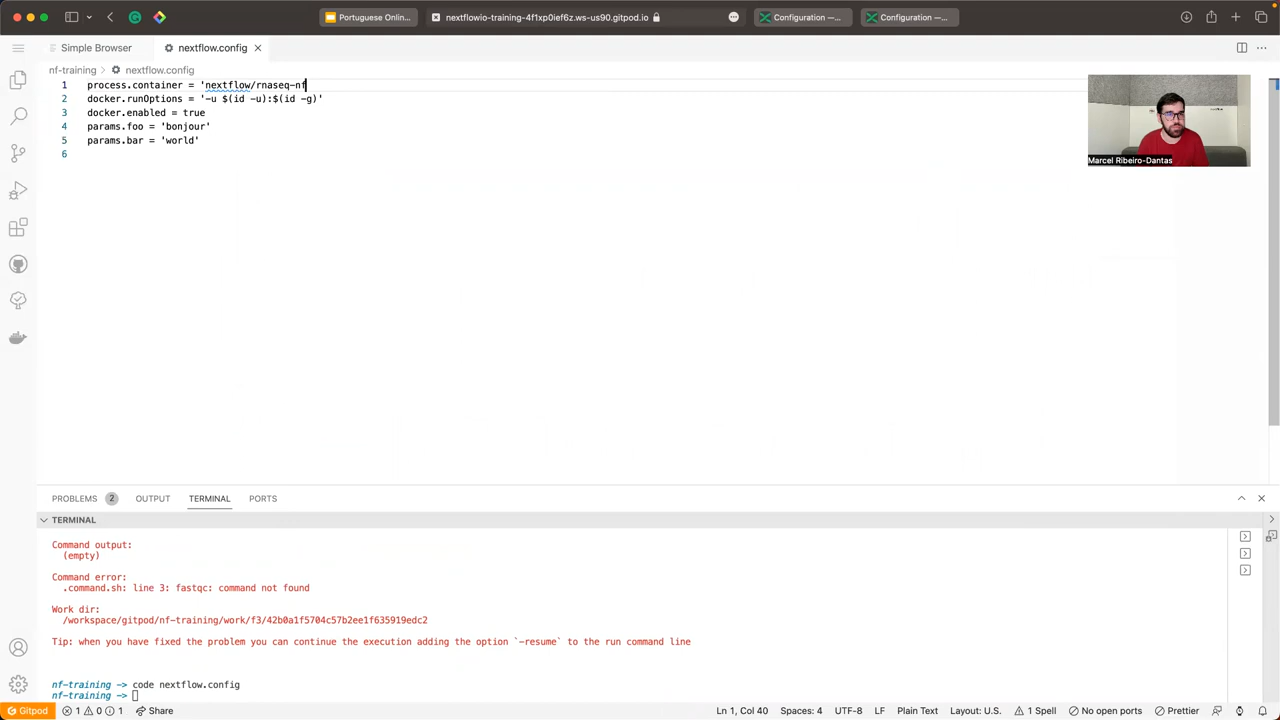 Portuguese Onlin...
nextflowio-training-4f1xp0ief6z.ws-us90.gitpod.io
Configuration —...
Configuration —...
Simple Browser
nextflow.config
nf-training > nextflow.config
1 process.container = 'nextflow/rnaseq-nf
2 docker.runOptions = '-u $(id -u):$(id -g)'
3 docker.enabled = true
4 params.foo = 'bonjour'
5 params.bar = 'world'
6
Marcel Ribeiro-Dantas
PROBLEMS 2 OUTPUT TERMINAL PORTS
TERMINAL
Command output:
(empty)
Command error:
.command.sh: line 3: fastqc: command not found
Work dir:
/workspace/gitpod/nf-training/work/f3/42b0a1f5704c57b2ee1f635919edc2
Tip: when you have fixed the problem you can continue the execution adding the option `-resume` to the run command line
nf-training -> code nextflow.config
nf-training ->
Gitpod 1 0 1 Share Ln 1, Col 40 Spaces: 4 UTF-8 LF Plain Text Layout: U.S. 1 Spell No open ports Prettier